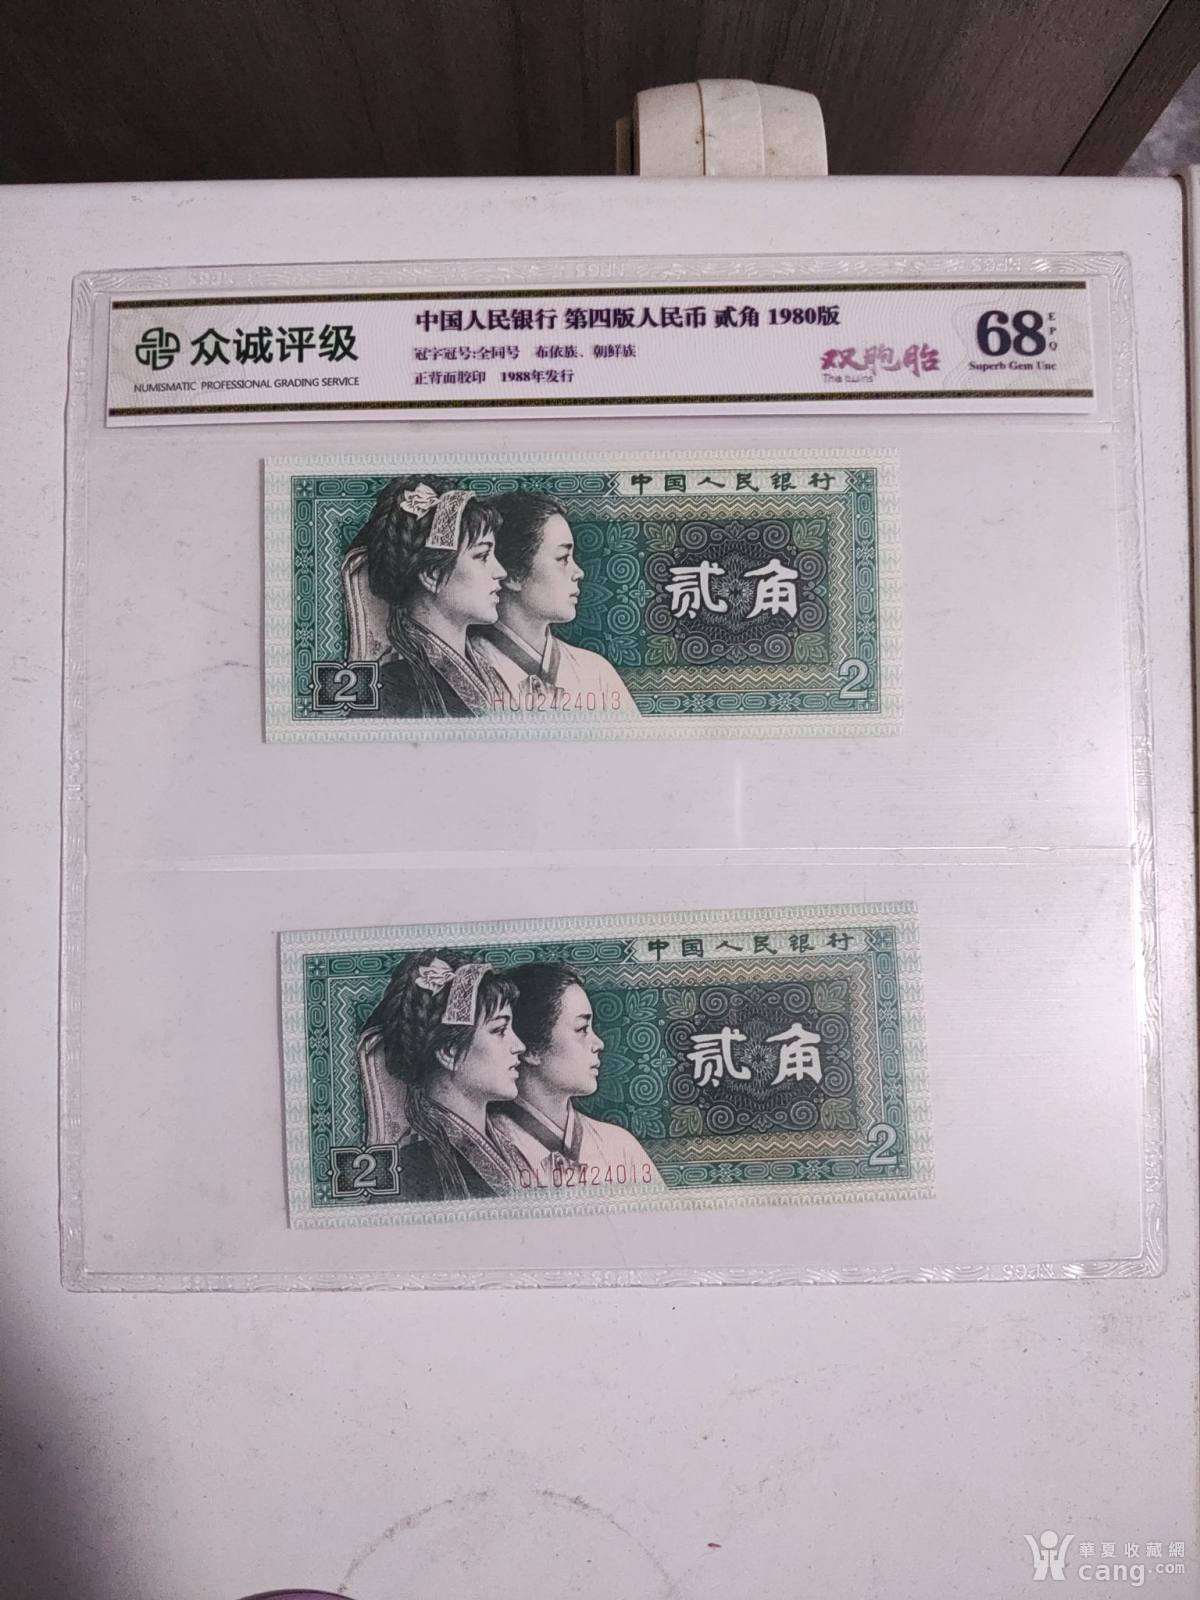 众诚评级
NUMISMATIC PROFESSIONAL GRADING SERVICE
中国人民银行 第四版人民币 贰角 1980版
冠字冠号:全同号 布依族、朝鲜族
正背面胶印 1988年发行
双胞胎
The twins
68
EPQ
Superb Gem Unc
中国人民银行
贰角
2
2
HU02424013
中国人民银行
贰角
2
2
QL02424013
華夏收藏網
cang.com